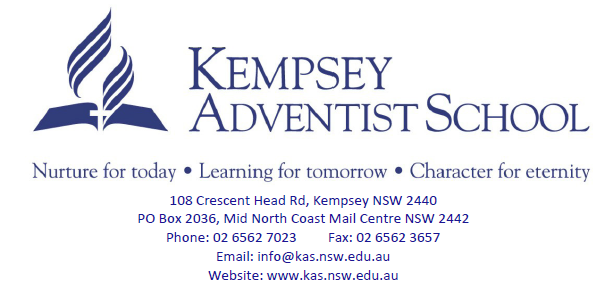 KEMPSEY
ADVENTIST SCHOOL
Nurture for today • Learning for tomorrow • Character for eternity
108 Crescent Head Rd, Kempsey NSW 2440
PO Box 2036, Mid North Coast Mail Centre NSW 2442
Phone: 02 6562 7023 Fax: 02 6562 3657
Email: info@kas.nsw.edu.au
Website: www.kas.nsw.edu.au